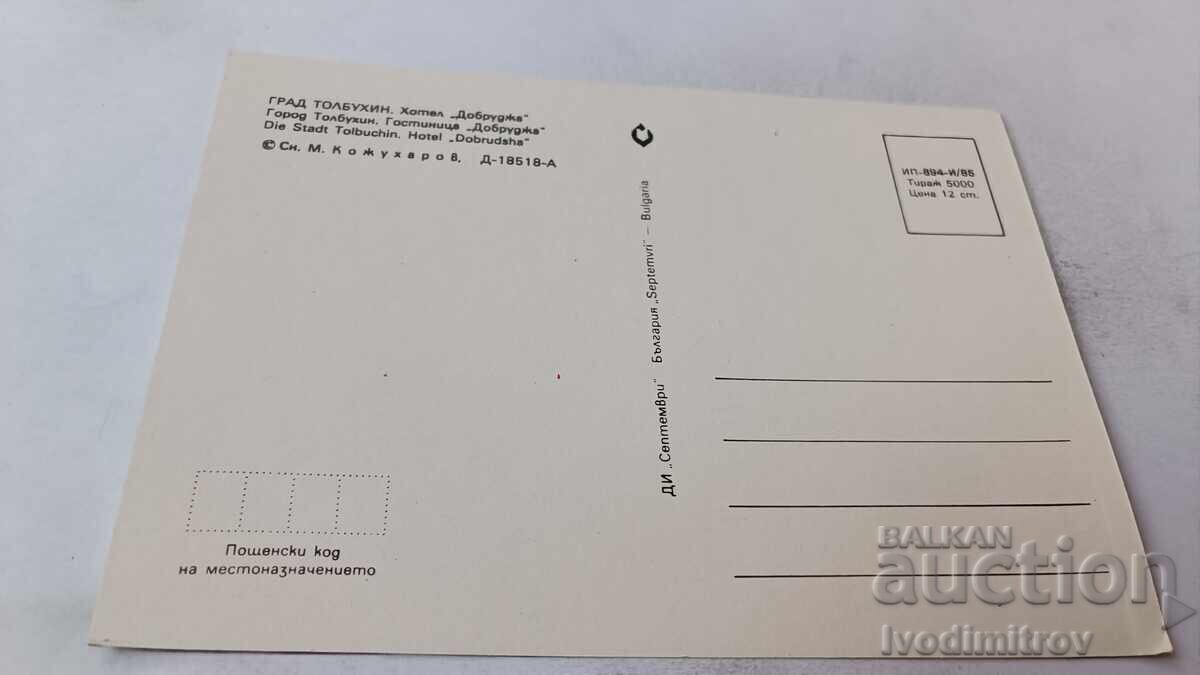 ГРАД ТОЛБУХИН. Хотел „Добруджа“
Город Толбухин. Гостиница „Добруджа“
Die Stadt Tolbuchin. Hotel „Dobrudsha“
© Сн. М. Кожухаров, Д-18518-А
ИП-894-И/85
Тираж 5000
Цена 12 ст.
ДИ „Септември“ България „Septemvri“ – Bulgaria
Пощенски код
на местоназначението
BALKAN
auction
Ivodimitrov